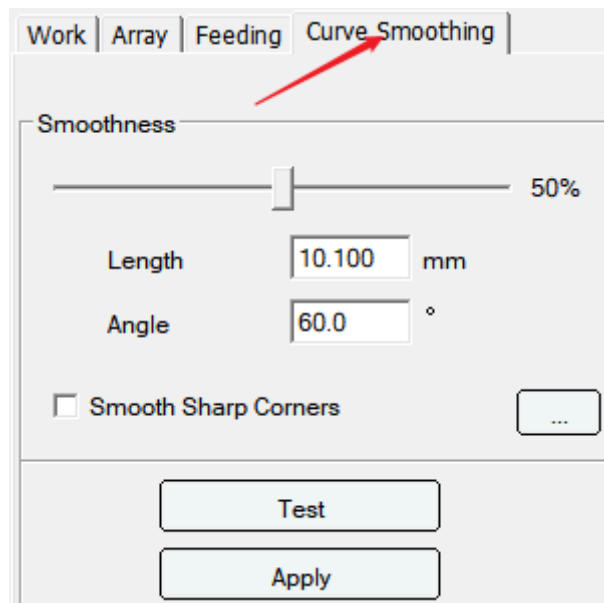 Work Array Feeding Curve Smoothing
Smoothness
50%
Length 10.100 mm
Angle 60.0 °
Smooth Sharp Corners ...
Test
Apply